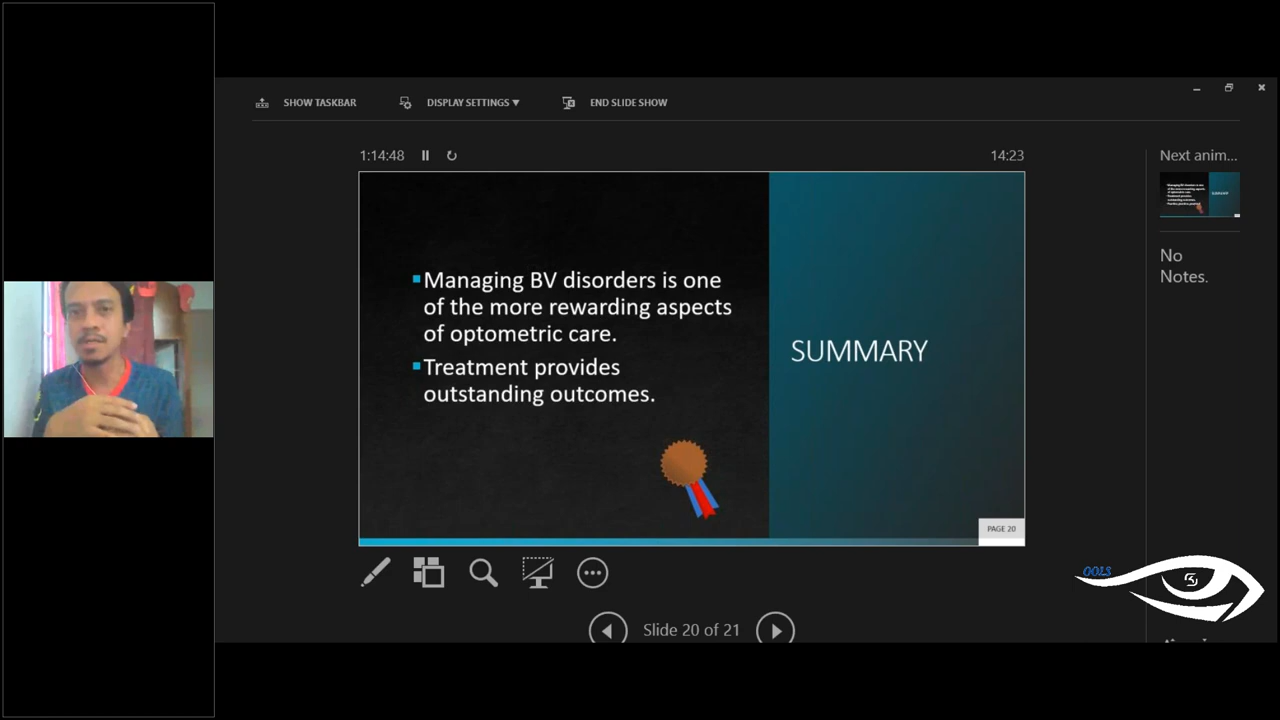 SHOW TASKBAR
DISPLAY SETTINGS ▼
END SLIDE SHOW
1:14:48
14:23
Next anim...
Managing BV disorders is one
of the more rewarding aspects
of optometric care.
Treatment provides
outstanding outcomes.
SUMMARY
PAGE 20
No
Notes.
OOLS
Slide 20 of 21